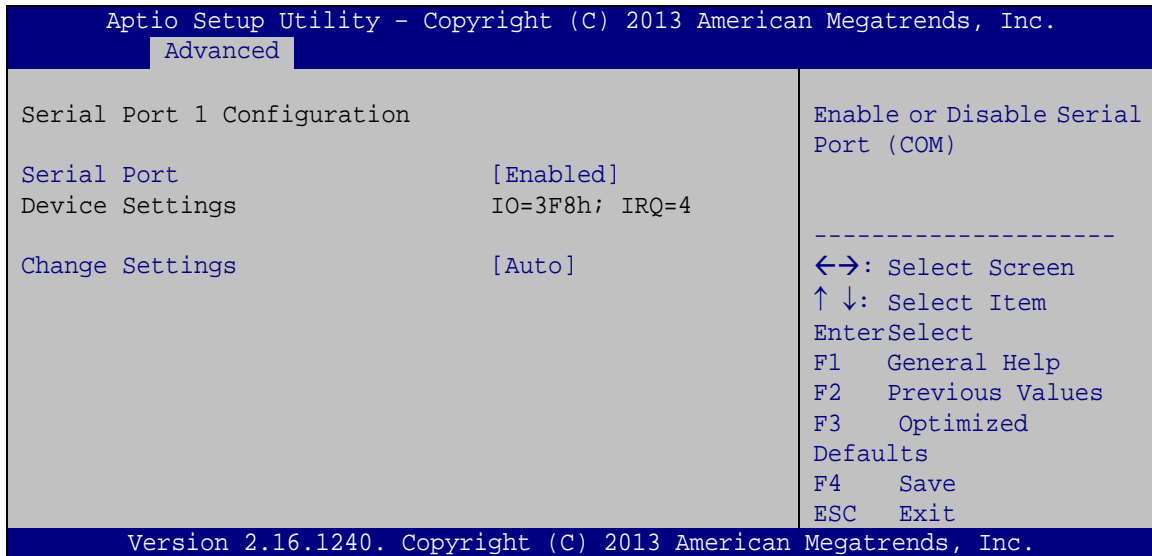 Aptio Setup Utility – Copyright (C) 2013 American Megatrends, Inc.
Advanced
Serial Port 1 Configuration
Serial Port [Enabled]
Device Settings IO=3F8h; IRQ=4
Change Settings [Auto]
Enable or Disable Serial
Port (COM)
---------------------
←→: Select Screen
↑ ↓: Select Item
EnterSelect
F1 General Help
F2 Previous Values
F3 Optimized
Defaults
F4 Save
ESC Exit
Version 2.16.1240. Copyright (C) 2013 American Megatrends, Inc.